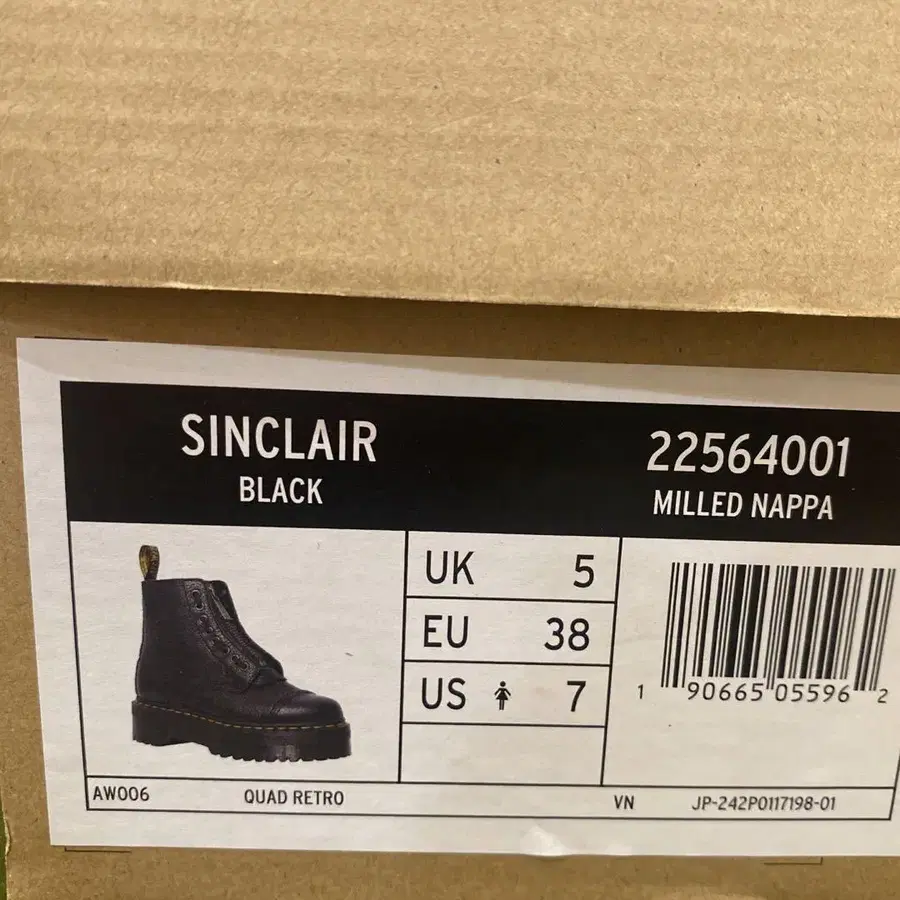 SINCLAIR
BLACK
22564001
MILLED NAPPA
UK 5
EU 38
US 7
1 90665 05596 2
AW006 QUAD RETRO VN JP-242P0117198-01